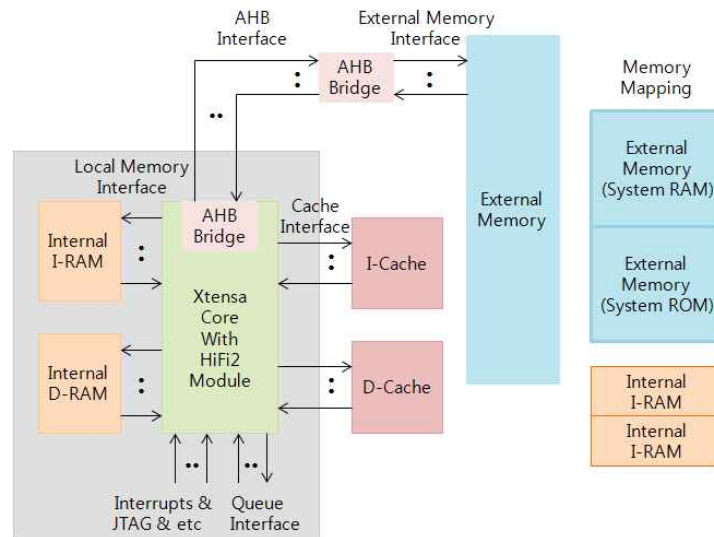 AHB
Interface
External Memory
Interface
AHB
Bridge
Memory
Mapping
External
Memory
(System RAM)
External
Memory
(System ROM)
Internal
I-RAM
Internal
I-RAM
External
Memory
Local Memory
Interface
AHB
Bridge
Cache
Interface
Internal
I-RAM
I-Cache
Xtensa
Core
With
HiFi2
Module
Internal
D-RAM
D-Cache
Interrupts &
JTAG & etc
Queue
Interface